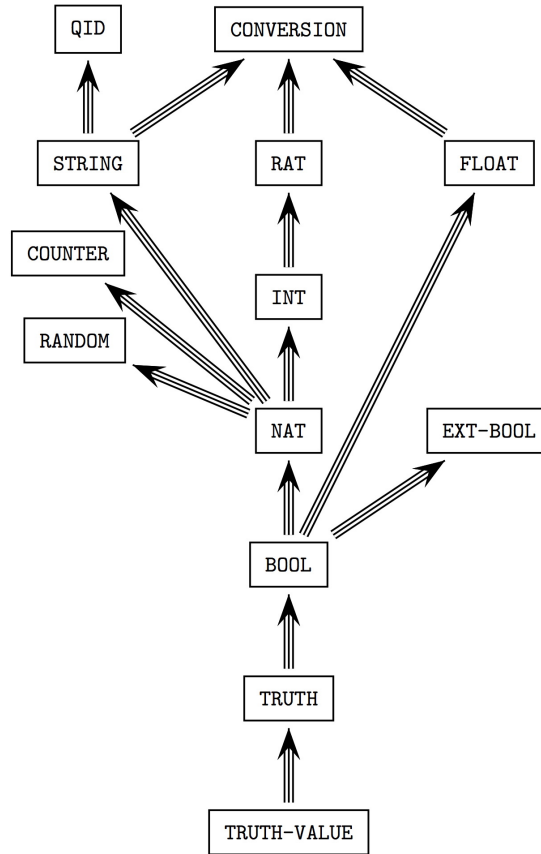 QID
CONVERSION
STRING
RAT
FLOAT
COUNTER
INT
RANDOM
NAT
EXT-BOOL
BOOL
TRUTH
TRUTH-VALUE